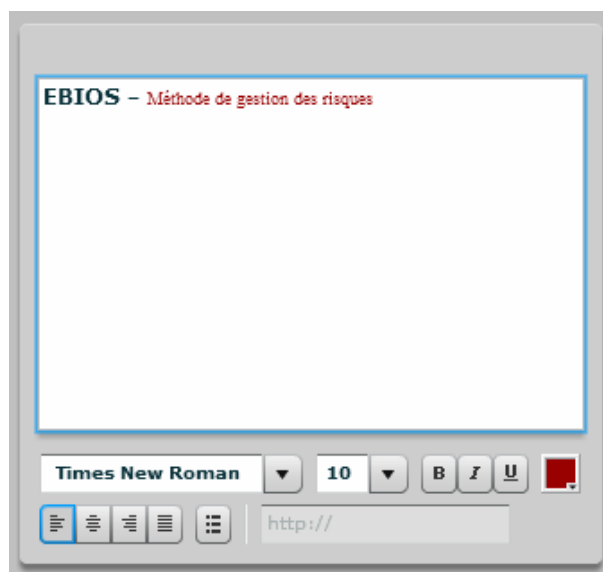 EBIOS – Méthode de gestion des risques
Times New Roman 10 B I U
http://